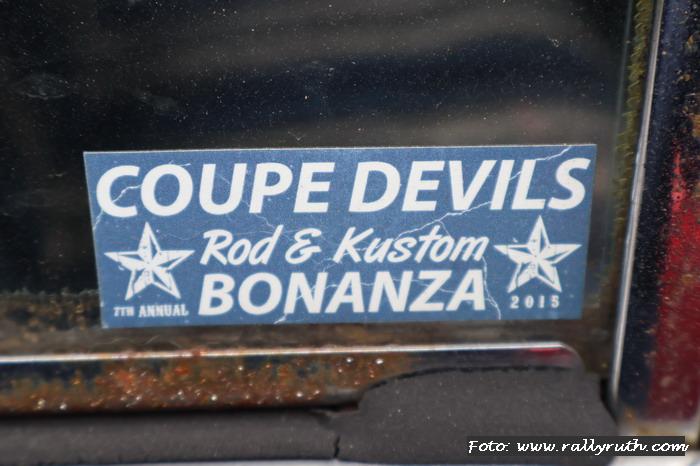 COUPE DEVILS
Rod & Kustom
BONANZA
7TH ANNUAL
2015
Foto: www.rallyruth.com